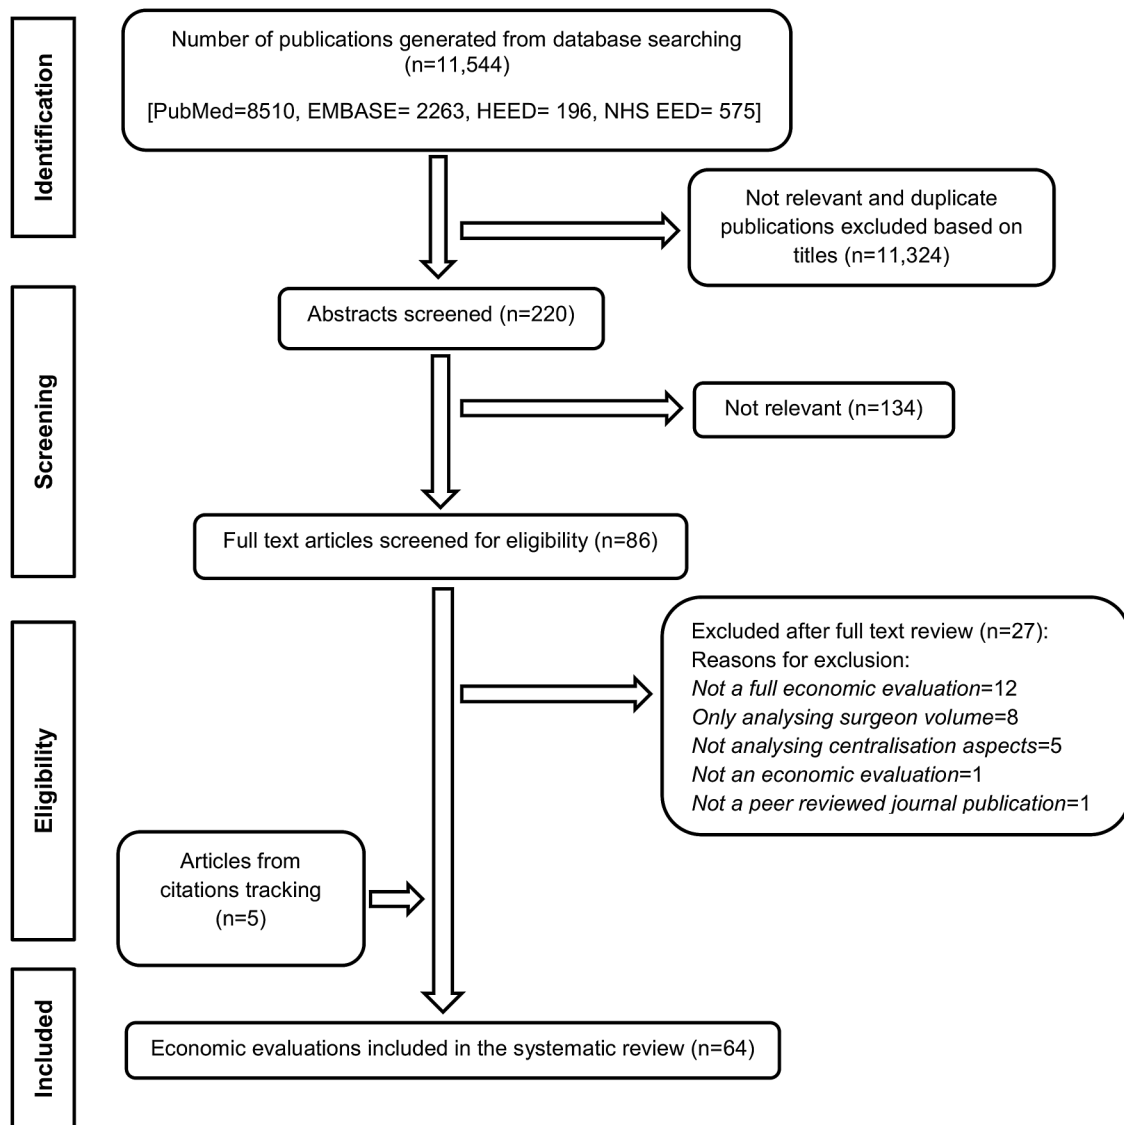 Identification
Number of publications generated from database searching
(n=11,544)
[PubMed=8510, EMBASE= 2263, HEED= 196, NHS EED= 575]
Not relevant and duplicate
publications excluded based on
titles (n=11,324)
Screening
Abstracts screened (n=220)
Not relevant (n=134)
Full text articles screened for eligibility (n=86)
Eligibility
Excluded after full text review (n=27):
Reasons for exclusion:
Not a full economic evaluation=12
Only analysing surgeon volume=8
Not analysing centralisation aspects=5
Not an economic evaluation=1
Not a peer reviewed journal publication=1
Articles from
citations tracking
(n=5)
Included
Economic evaluations included in the systematic review (n=64)